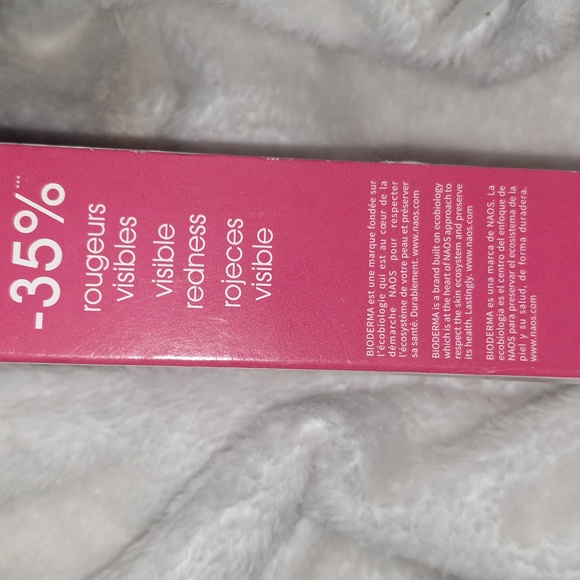 -35%***
rougeurs
visibles
visible
redness
rojeces
visible
BIODERMA est une marque fondée sur
l'écobiologie qui est au cœur de la
démarche NAOS pour respecter
l'écosystème de votre peau et préserver
sa santé. Durablement. www.naos.com
BIODERMA is a brand built on ecobiology
which is at the heart of NAOS approach to
respect the skin ecosystem and preserve
its health. Lastingly. www.naos.com
BIODERMA es una marca de NAOS. La
ecobiología es el centro del enfoque de
NAOS para preservar el ecosistema de la
piel y su salud, de forma duradera.
www.naos.com